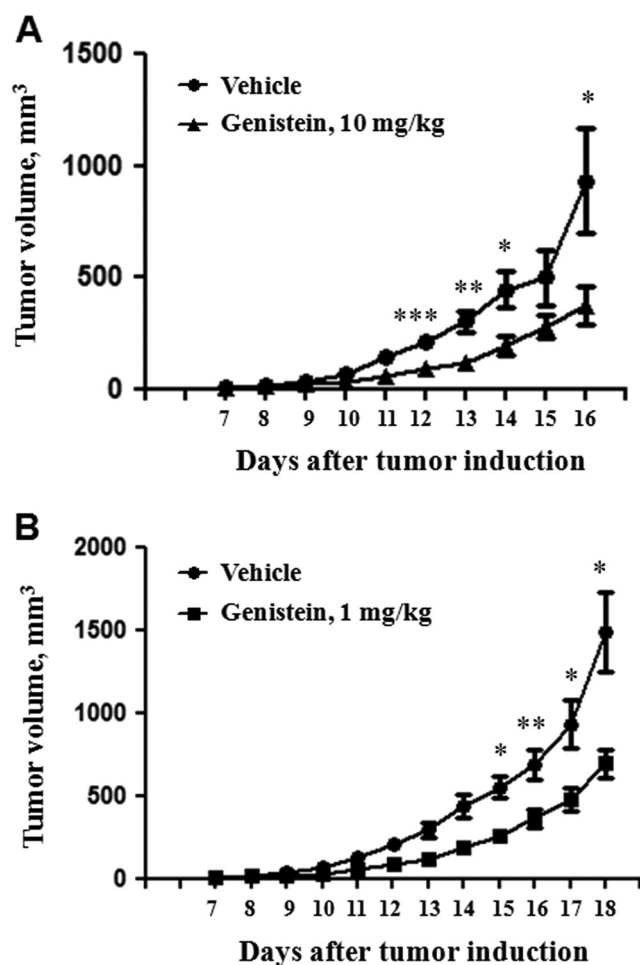 A
1500
1000
500
0
Tumor volume, mm³
Vehicle
Genistein, 10 mg/kg
*** ** * *
7 8 9 10 11 12 13 14 15 16
Days after tumor induction
B
2000
1500
1000
500
0
Tumor volume, mm³
Vehicle
Genistein, 1 mg/kg
* ** * *
7 8 9 10 11 12 13 14 15 16 17 18
Days after tumor induction